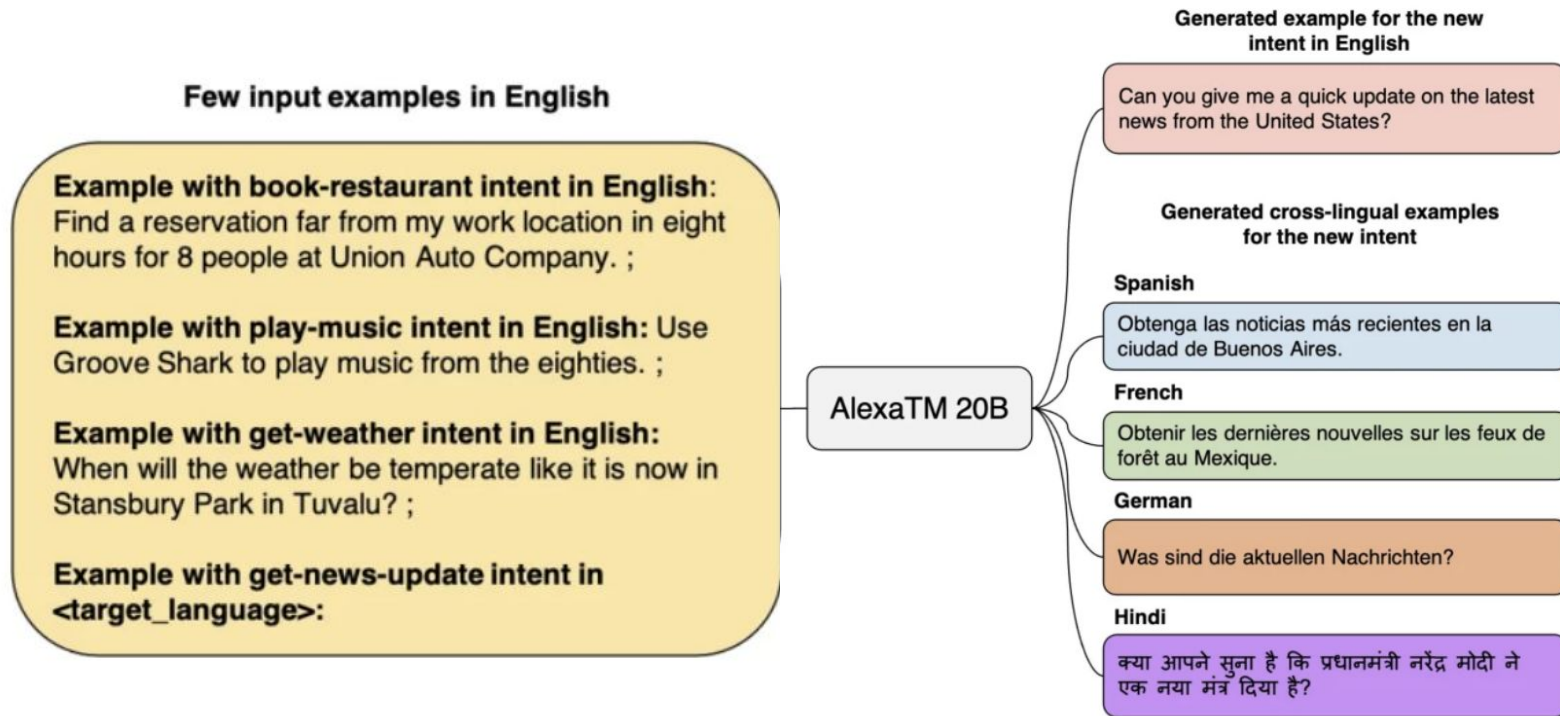 Few input examples in English
Example with book-restaurant intent in English:
Find a reservation far from my work location in eight
hours for 8 people at Union Auto Company. ;
Example with play-music intent in English: Use
Groove Shark to play music from the eighties. ;
Example with get-weather intent in English:
When will the weather be temperate like it is now in
Stansbury Park in Tuvalu? ;
Example with get-news-update intent in
<target_language>:
AlexaTM 20B
Generated example for the new
intent in English
Can you give me a quick update on the latest
news from the United States?
Generated cross-lingual examples
for the new intent
Spanish
Obtenga las noticias más recientes en la
ciudad de Buenos Aires.
French
Obtenir les dernières nouvelles sur les feux de
forêt au Mexique.
German
Was sind die aktuellen Nachrichten?
Hindi
क्या आपने सुना है कि प्रधानमंत्री नरेंद्र मोदी ने
एक नया मंत्र दिया है?